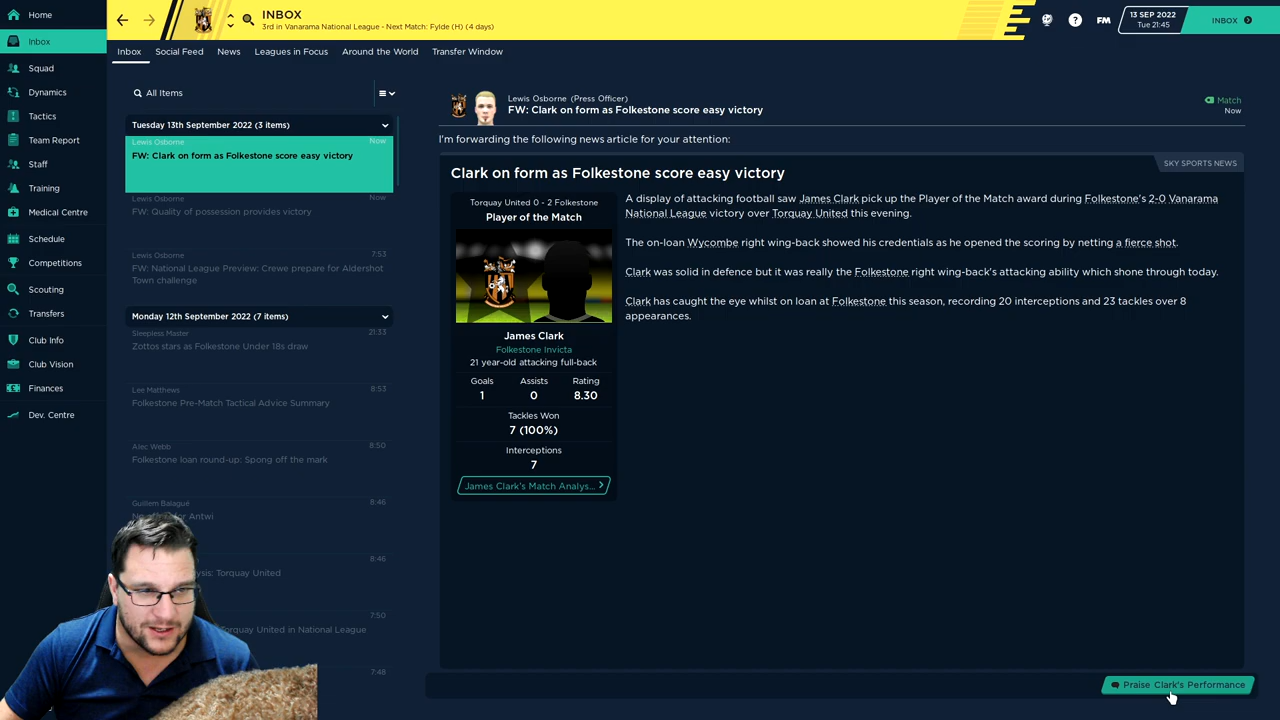 Home
Inbox
Squad
Dynamics
Tactics
Team Report
Staff
Training
Medical Centre
Schedule
Competitions
Scouting
Transfers
Club Info
Club Vision
Finances
Dev. Centre
INBOX
3rd in Vanarama National League - Next Match: Fylde (H) (4 days)
?
FM
13 SEP 2022
Tue 21:45
INBOX
Inbox
Social Feed
News
Leagues in Focus
Around the World
Transfer Window
All Items
Tuesday 13th September 2022 (3 items)
Lewis Osborne
Now
FW: Clark on form as Folkestone score easy victory
Lewis Osborne
Now
FW: Quality of possession provides victory
Lewis Osborne
7:53
FW: National League Preview: Crewe prepare for Aldershot
Town challenge
Monday 12th September 2022 (7 items)
Sleepless Master
21:33
Zottos stars as Folkestone Under 18s draw
Lee Matthews
8:53
Folkestone Pre-Match Tactical Advice Summary
Alec Webb
8:50
Folkestone loan round-up: Spong off the mark
Guillem Balagué
8:46
for Antwi
8:46
Torquay United
7:50
Torquay United in National League
7:48
Lewis Osborne (Press Officer)
FW: Clark on form as Folkestone score easy victory
Match
Now
I'm forwarding the following news article for your attention:
SKY SPORTS NEWS
Clark on form as Folkestone score easy victory
Torquay United 0 - 2 Folkestone
Player of the Match
James Clark
Folkestone Invicta
21 year-old attacking full-back
Goals Assists Rating
1 0 8.30
Tackles Won
7 (100%)
Interceptions
7
James Clark's Match Analys...
A display of attacking football saw James Clark pick up the Player of the Match award during Folkestone's 2-0 Vanarama
National League victory over Torquay United this evening.
The on-loan Wycombe right wing-back showed his credentials as he opened the scoring by netting a fierce shot.
Clark was solid in defence but it was really the Folkestone right wing-back's attacking ability which shone through today.
Clark has caught the eye whilst on loan at Folkestone this season, recording 20 interceptions and 23 tackles over 8
appearances.
Praise Clark's Performance